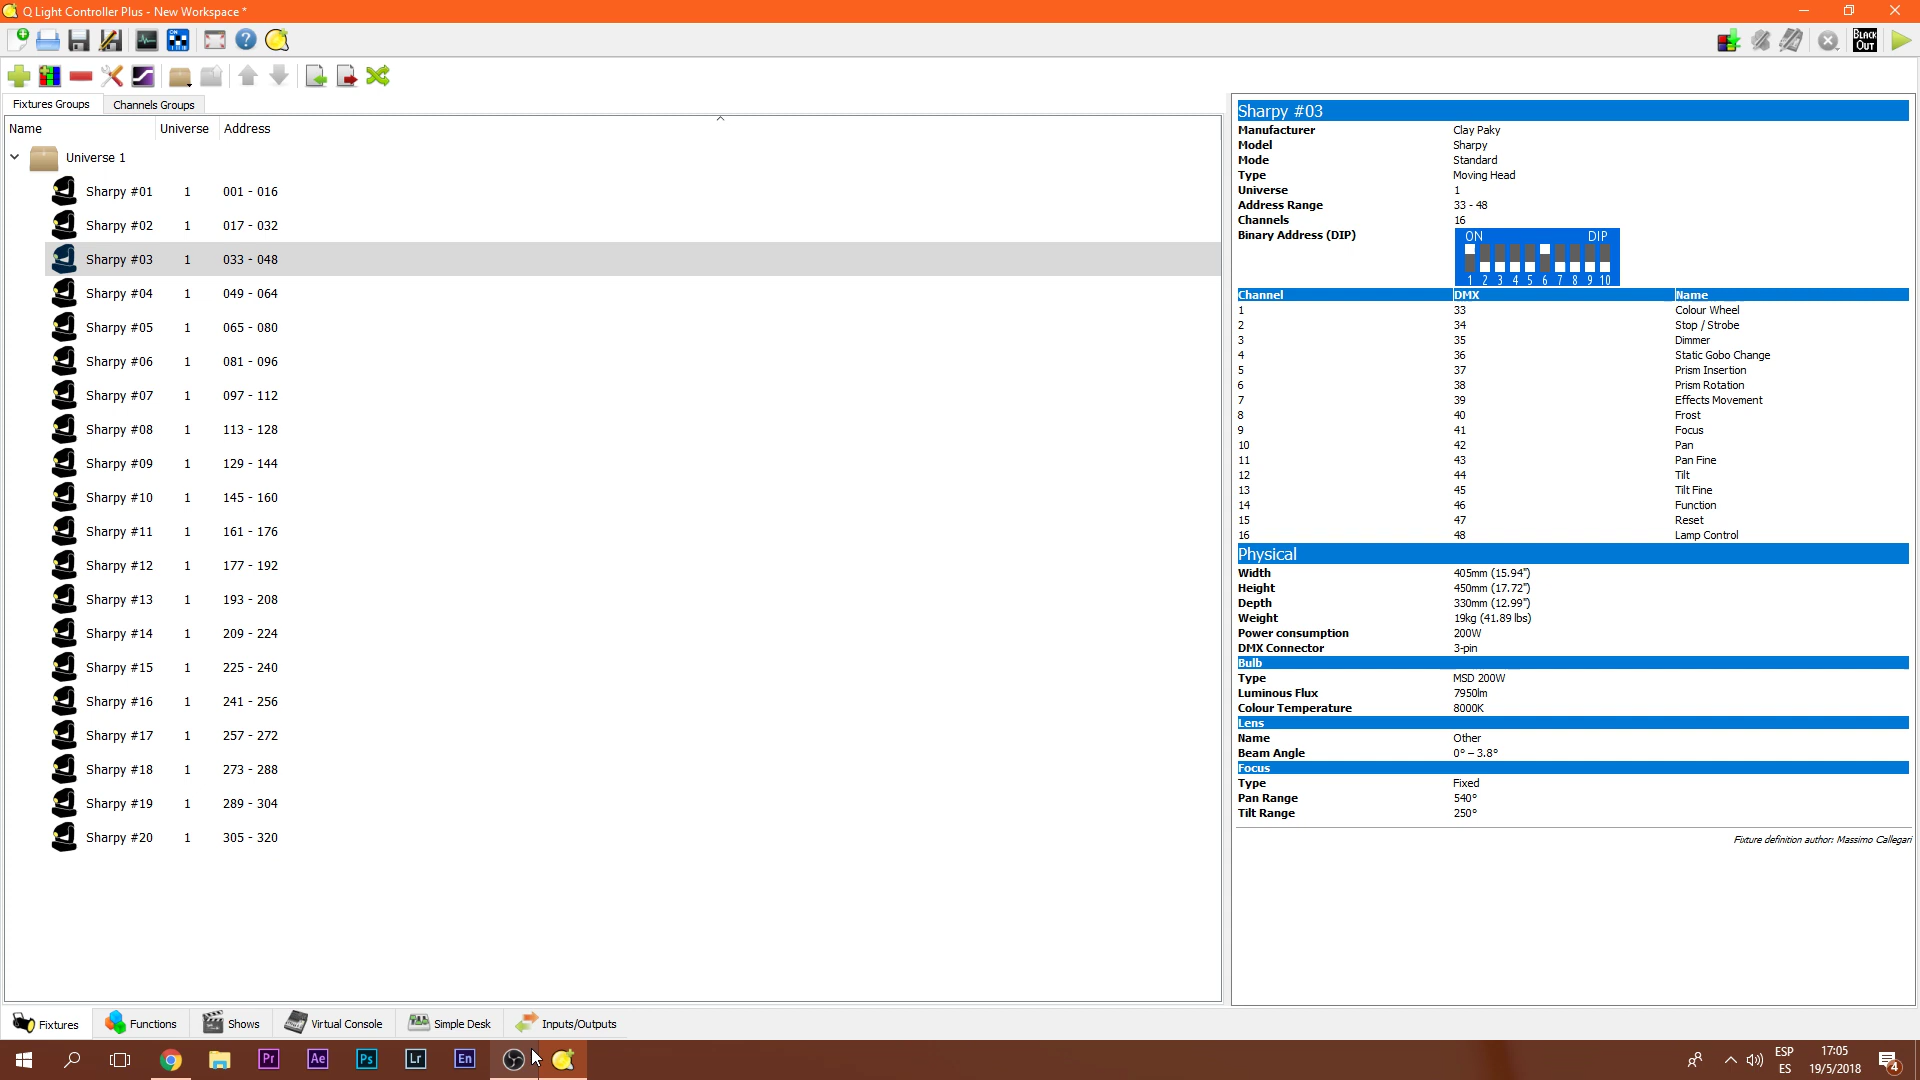 Q Light Controller Plus - New Workspace *
BLACK OUT
Fixtures Groups Channels Groups
Name Universe Address
Universe 1
Sharpy #01 1 001 - 016
Sharpy #02 1 017 - 032
Sharpy #03 1 033 - 048
Sharpy #04 1 049 - 064
Sharpy #05 1 065 - 080
Sharpy #06 1 081 - 096
Sharpy #07 1 097 - 112
Sharpy #08 1 113 - 128
Sharpy #09 1 129 - 144
Sharpy #10 1 145 - 160
Sharpy #11 1 161 - 176
Sharpy #12 1 177 - 192
Sharpy #13 1 193 - 208
Sharpy #14 1 209 - 224
Sharpy #15 1 225 - 240
Sharpy #16 1 241 - 256
Sharpy #17 1 257 - 272
Sharpy #18 1 273 - 288
Sharpy #19 1 289 - 304
Sharpy #20 1 305 - 320
Sharpy #03
Manufacturer Clay Paky
Model Sharpy
Mode Standard
Type Moving Head
Universe 1
Address Range 33 - 48
Channels 16
Binary Address (DIP)
ON DIP
1 2 3 4 5 6 7 8 9 10
Channel DMX Name
1 33 Colour Wheel
2 34 Stop / Strobe
3 35 Dimmer
4 36 Static Gobo Change
5 37 Prism Insertion
6 38 Prism Rotation
7 39 Effects Movement
8 40 Frost
9 41 Focus
10 42 Pan
11 43 Pan Fine
12 44 Tilt
13 45 Tilt Fine
14 46 Function
15 47 Reset
16 48 Lamp Control
Physical
Width 405mm (15.94")
Height 450mm (17.72")
Depth 330mm (12.99")
Weight 19kg (41.89 lbs)
Power consumption 200W
DMX Connector 3-pin
Bulb
Type MSD 200W
Luminous Flux 7950lm
Colour Temperature 8000K
Lens
Name Other
Beam Angle 0° – 3.8°
Focus
Type Fixed
Pan Range 540°
Tilt Range 250°
Fixture definition author: Massimo Callegari
Fixtures Functions Shows Virtual Console Simple Desk Inputs/Outputs
Pr Ae Ps Lr En
ESP
ES
17:05
19/5/2018
4